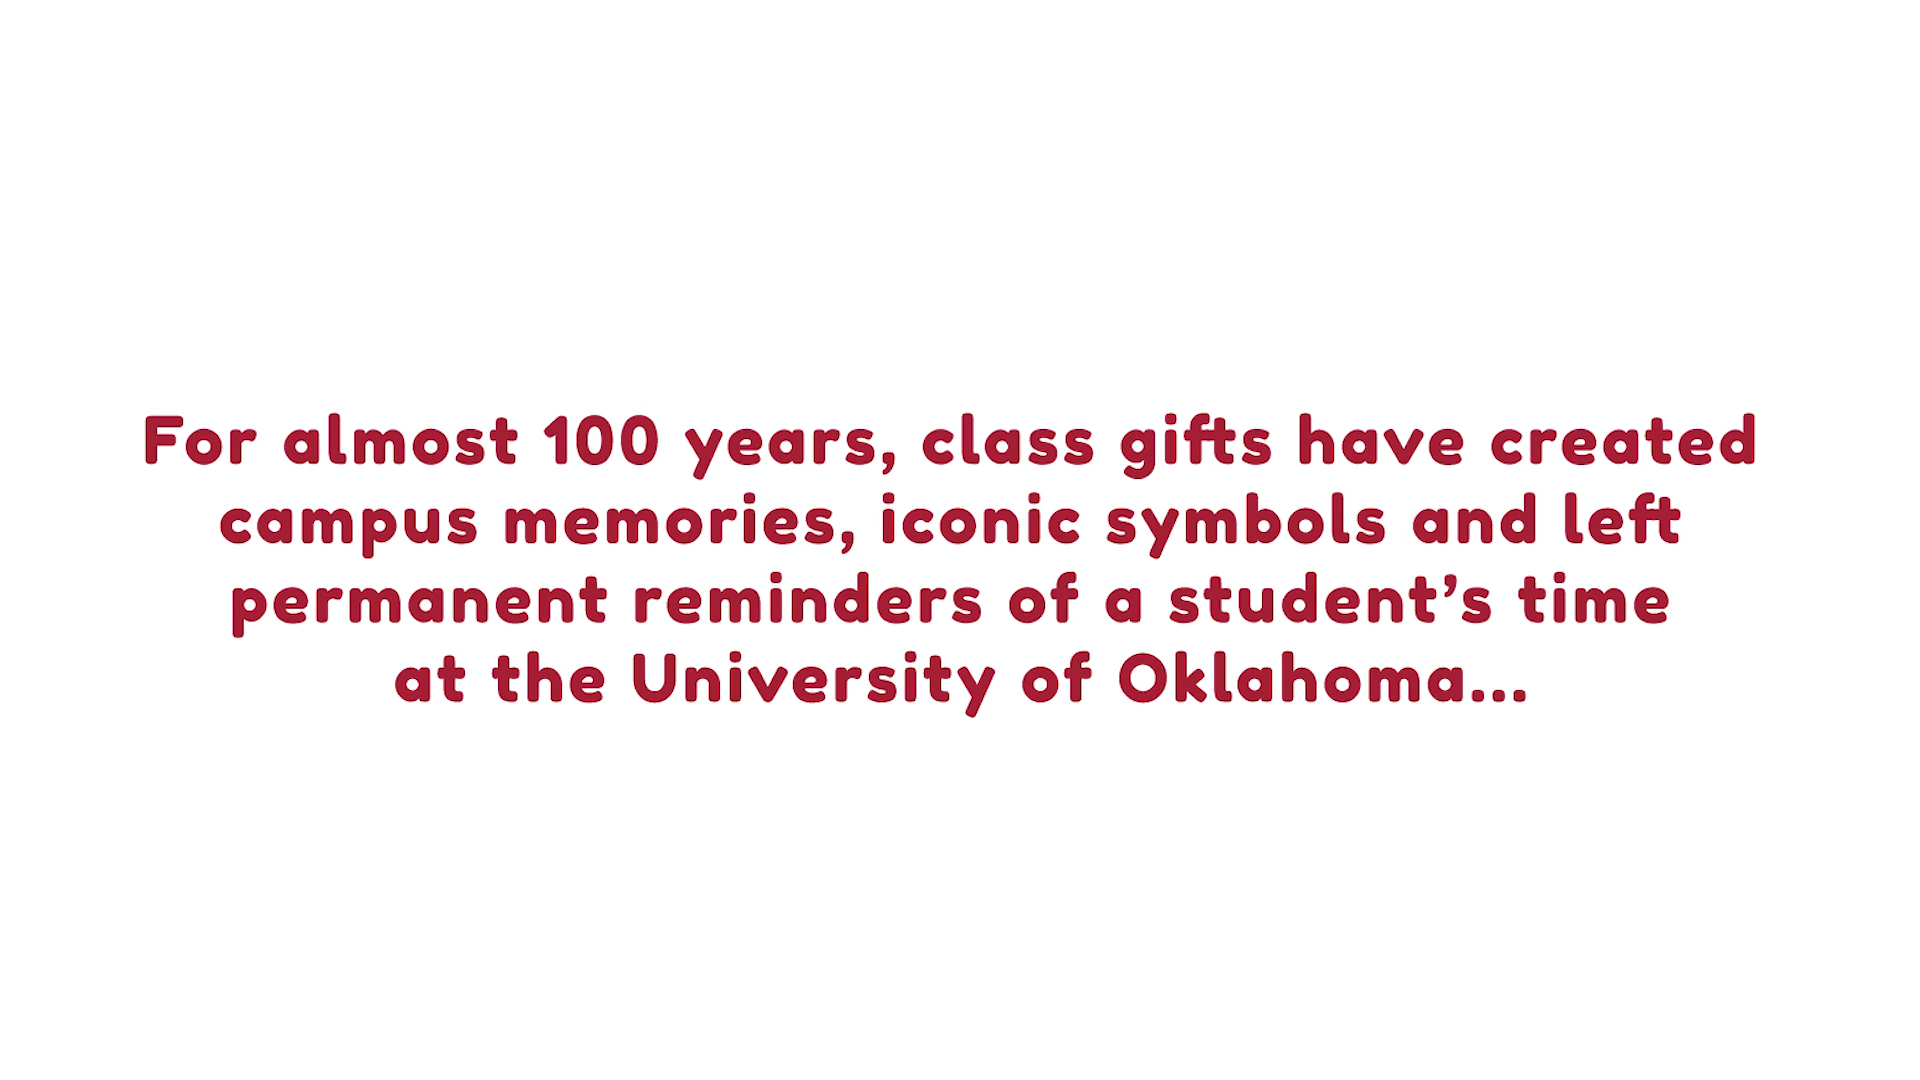 For almost 100 years, class gifts have created
campus memories, iconic symbols and left
permanent reminders of a student’s time
at the University of Oklahoma...